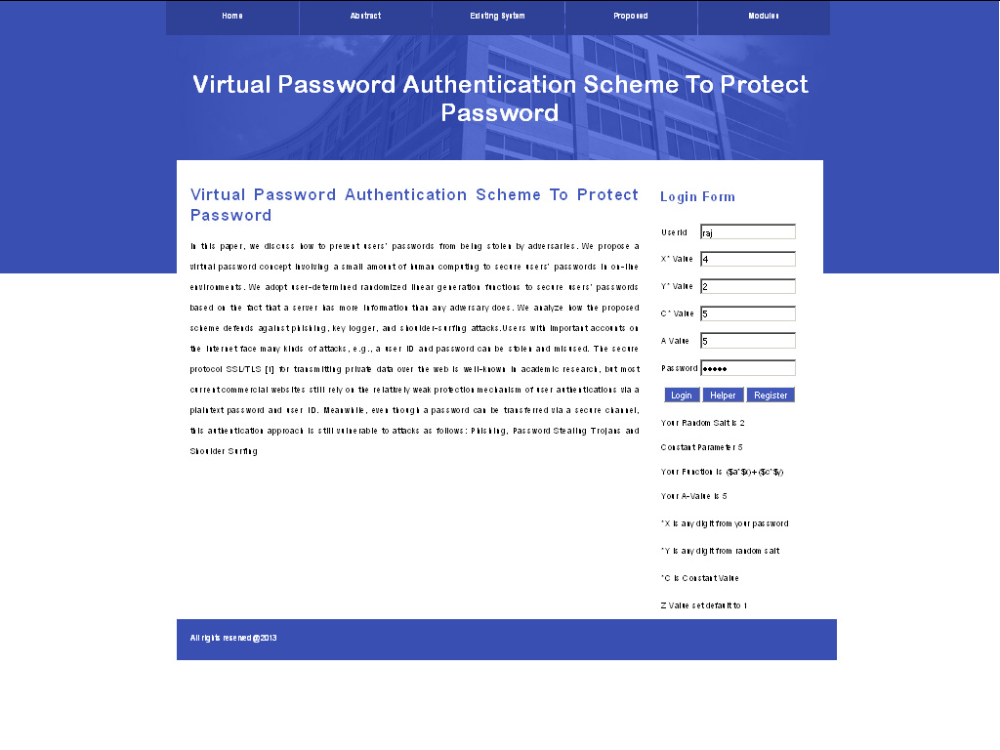 Home Abstract Existing System Proposed Modules
Virtual Password Authentication Scheme To Protect
Password
Virtual Password Authentication Scheme To Protect
Password
In this paper, we discuss how to prevent users' passwords from being stolen by adversaries. We propose a
virtual password concept involving a small amount of human computing to secure users' passwords in on-line
environments. We adopt user-determined randomized linear generation functions to secure users' passwords
based on the fact that a server has more information than any adversary does. We analyze how the proposed
scheme defends against phishing, key logger, and shoulder-surfing attacks.Users with important accounts on
the Internet face many kinds of attacks, e.g., a user ID and password can be stolen and misused. The secure
protocol SSL/TLS [1] for transmitting private data over the web is well-known in academic research, but most
current commercial websites still rely on the relatively weak protection mechanism of user authentications via a
plaintext password and user ID. Meanwhile, even though a password can be transferred via a secure channel,
this authentication approach is still vulnerable to attacks as follows: Phishing, Password Stealing Trojans and
Shoulder Surfing
Login Form
User Id raj
X* Value 4
Y* Value 2
C* Value 5
A Value 5
Password •••••
Login Helper Register
Your Random Salt is 2
Constant Parameter 5
Your Function is ($a*$x)+($c*$y)
Your A-Value is 5
*X is any digit from your password
*Y is any digit from random salt
*C is Constant Value
Z Value set default to 1
All rights reserved @2013